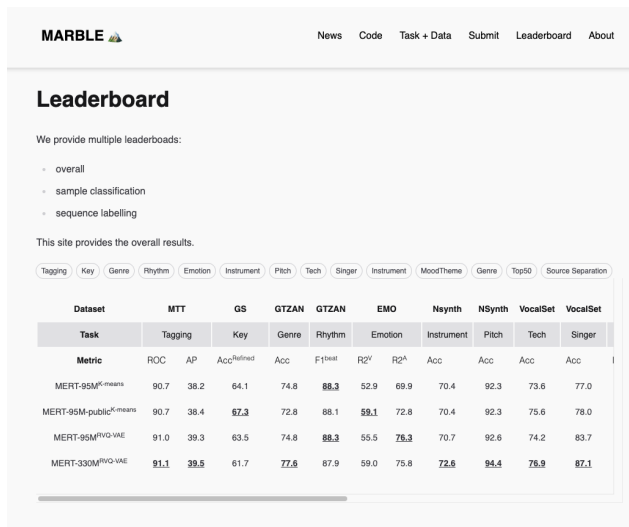 MARBLE ⛰️
News Code Task + Data Submit Leaderboard About
Leaderboard
We provide multiple leaderboads:
overall
sample classification
sequence labelling
This site provides the overall results.
Tagging Key Genre Rhythm Emotion Instrument Pitch Tech Singer Instrument MoodTheme Genre Top50 Source Separation
Dataset MTT GS GTZAN GTZAN EMO Nsynth NSynth VocalSet VocalSet
Task Tagging Key Genre Rhythm Emotion Instrument Pitch Tech Singer
Metric ROC AP AccRefined Acc F1beat R2V R2A Acc Acc Acc Acc
MERT-95MK-means 90.7 38.2 64.1 74.8 88.3 52.9 69.9 70.4 92.3 73.6 77.0
MERT-95M-publicK-means 90.7 38.4 67.3 72.8 88.1 59.1 72.8 70.4 92.3 75.6 78.0
MERT-95MRVQ-VAE 91.0 39.3 63.5 74.8 88.3 55.5 76.3 70.7 92.6 74.2 83.7
MERT-330MRVQ-VAE 91.1 39.5 61.7 77.6 87.9 59.0 75.8 72.6 94.4 76.9 87.1